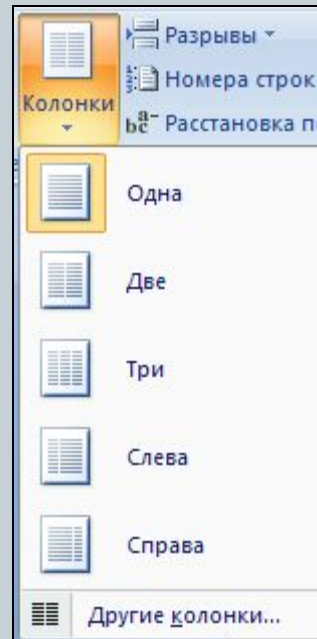 Разрывы
Номера строк
Колонки
Расстановка
Одна
Две
Три
Слева
Справа
Другие колонки...